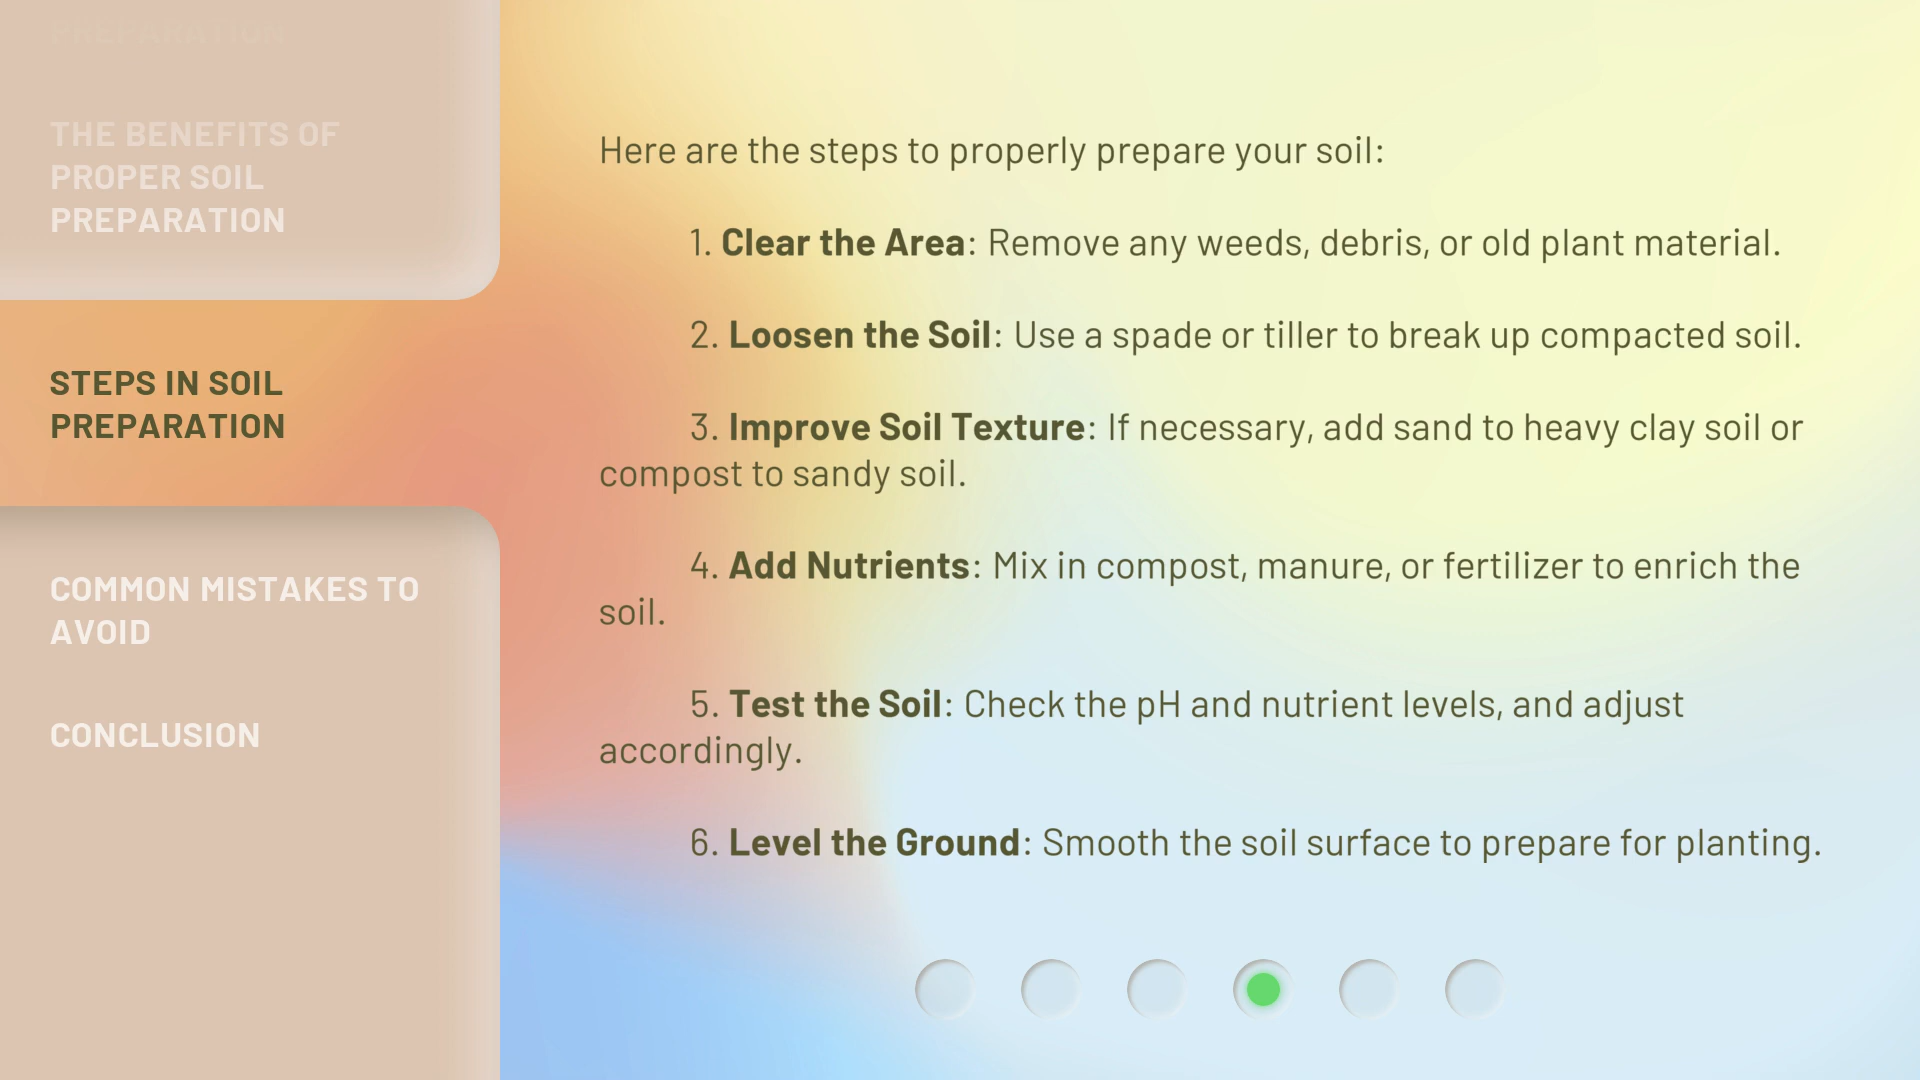 PREPARATION
THE BENEFITS OF
PROPER SOIL
PREPARATION
STEPS IN SOIL
PREPARATION
COMMON MISTAKES TO
AVOID
CONCLUSION
Here are the steps to properly prepare your soil:
1. Clear the Area: Remove any weeds, debris, or old plant material.
2. Loosen the Soil: Use a spade or tiller to break up compacted soil.
3. Improve Soil Texture: If necessary, add sand to heavy clay soil or
compost to sandy soil.
4. Add Nutrients: Mix in compost, manure, or fertilizer to enrich the
soil.
5. Test the Soil: Check the pH and nutrient levels, and adjust
accordingly.
6. Level the Ground: Smooth the soil surface to prepare for planting.